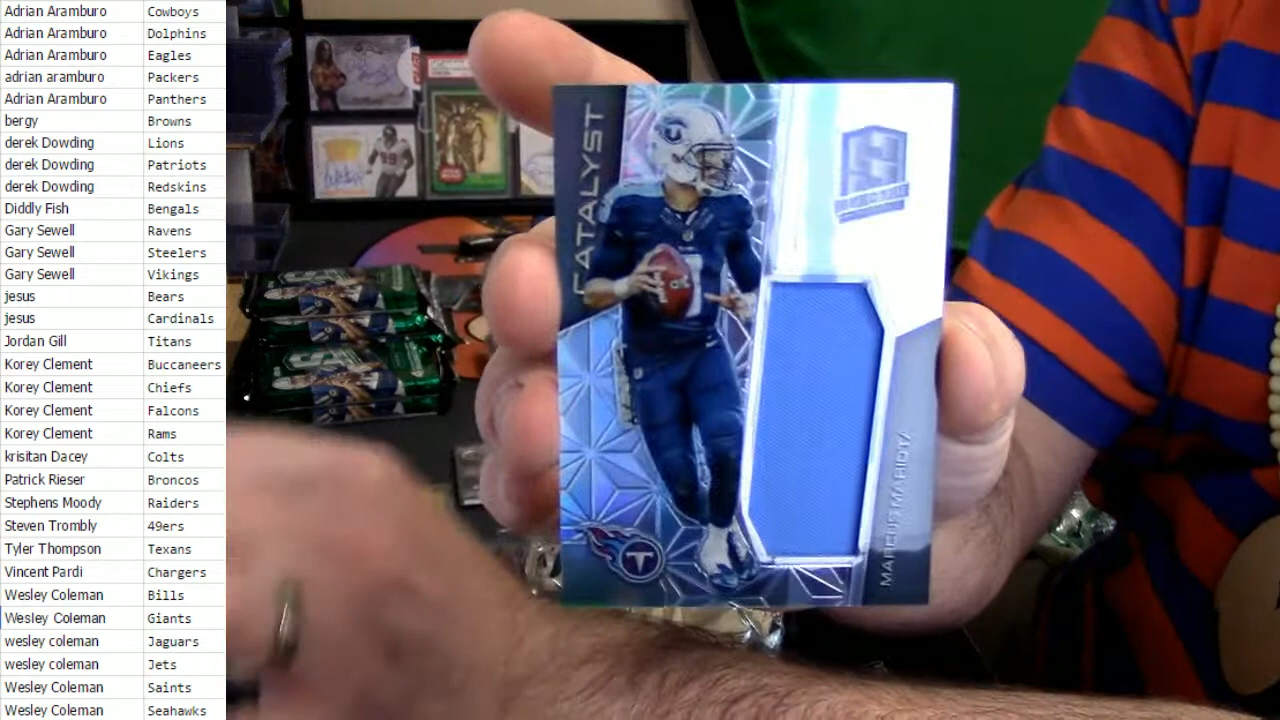 Adrian Aramburo Cowboys
Adrian Aramburo Dolphins
Adrian Aramburo Eagles
adrian aramburo Packers
Adrian Aramburo Panthers
bergy Browns
derek Dowding Lions
derek Dowding Patriots
derek Dowding Redskins
Diddly Fish Bengals
Gary Sewell Ravens
Gary Sewell Steelers
Gary Sewell Vikings
jesus Bears
jesus Cardinals
Jordan Gill Titans
Korey Clement Buccaneers
Korey Clement Chiefs
Korey Clement Falcons
Korey Clement Rams
krisitan Dacey Colts
Patrick Rieser Broncos
Stephens Moody Raiders
Steven Trombly 49ers
Tyler Thompson Texans
Vincent Pardi Chargers
Wesley Coleman Bills
Wesley Coleman Giants
wesley coleman Jaguars
wesley coleman Jets
Wesley Coleman Saints
Wesley Coleman Seahawks
CATALYST
MARCUS MARIOTA
T
99